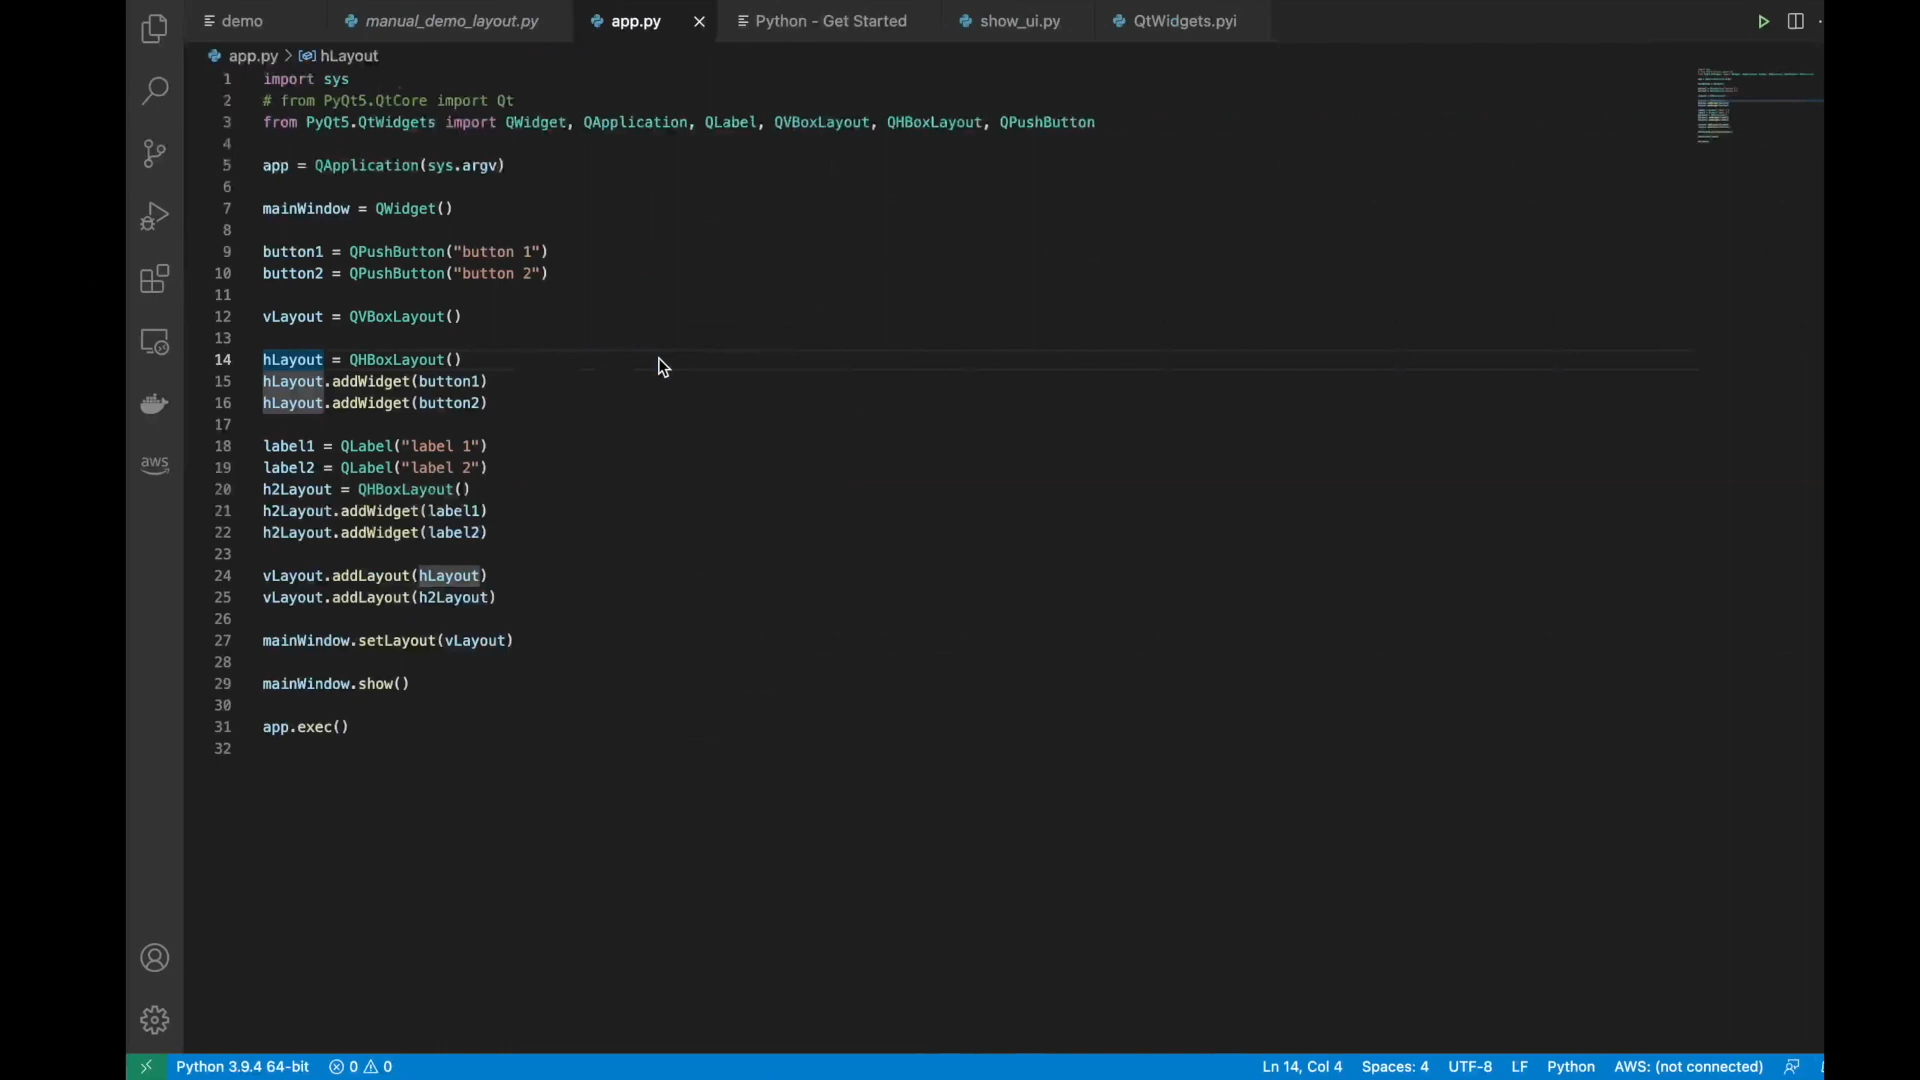 demo
manual_demo_layout.py
app.py
Python - Get Started
show_ui.py
QtWidgets.pyi
app.py > hLayout
1 import sys
2 # from PyQt5.QtCore import Qt
3 from PyQt5.QtWidgets import QWidget, QApplication, QLabel, QVBoxLayout, QHBoxLayout, QPushButton
4
5 app = QApplication(sys.argv)
6
7 mainWindow = QWidget()
8
9 button1 = QPushButton("button 1")
10 button2 = QPushButton("button 2")
11
12 vLayout = QVBoxLayout()
13
14 hLayout = QHBoxLayout()
15 hLayout.addWidget(button1)
16 hLayout.addWidget(button2)
17
18 label1 = QLabel("label 1")
19 label2 = QLabel("label 2")
20 h2Layout = QHBoxLayout()
21 h2Layout.addWidget(label1)
22 h2Layout.addWidget(label2)
23
24 vLayout.addLayout(hLayout)
25 vLayout.addLayout(h2Layout)
26
27 mainWindow.setLayout(vLayout)
28
29 mainWindow.show()
30
31 app.exec()
32
aws
Python 3.9.4 64-bit 0 0 Ln 14, Col 4 Spaces: 4 UTF-8 LF Python AWS: (not connected)